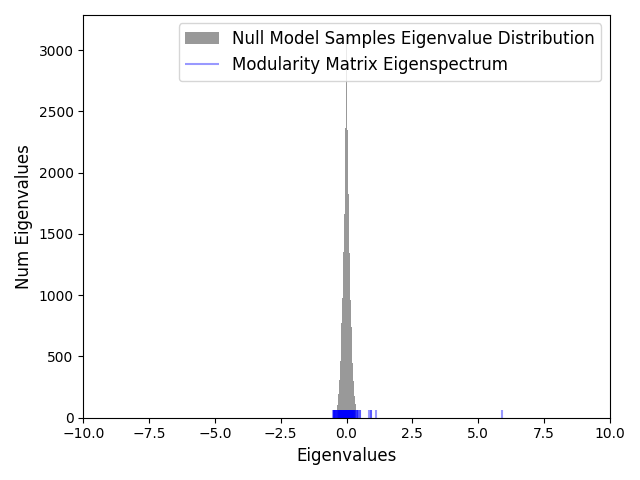 Null Model Samples Eigenvalue Distribution
Modularity Matrix Eigenspectrum
3000
2500
2000
1500
1000
500
0
Num Eigenvalues
−10.0 −7.5 −5.0 −2.5 0.0 2.5 5.0 7.5 10.0
Eigenvalues